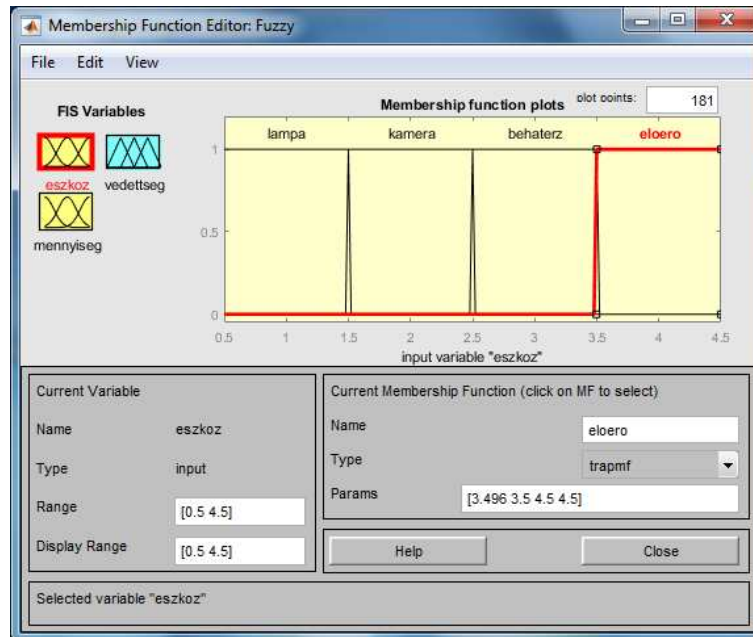 Membership Function Editor: Fuzzy
File Edit View
FIS Variables
eszkoz vedettseg
mennyiseg
Membership function plots plot points: 181
lampa kamera behaterz eloero
1
0.5
0
0.5 1 1.5 2 2.5 3 3.5 4 4.5
input variable "eszkoz"
Current Variable
Name eszkoz
Type input
Range [0.5 4.5]
Display Range [0.5 4.5]
Current Membership Function (click on MF to select)
Name eloero
Type trapmf
Params [3.496 3.5 4.5 4.5]
Help Close
Selected variable "eszkoz"